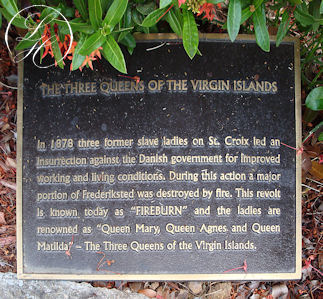 THE THREE QUEENS OF THE VIRGIN ISLANDS
In 1878 three former slave ladies on St. Croix led an
insurrection against the Danish government for improved
working and living conditions. During this action a major
portion of Frederiksted was destroyed by fire. This revolt
is known today as "FIREBURN" and the ladies are
renowned as "Queen Mary, Queen Agnes and Queen
Matilda" – The Three Queens of the Virgin Islands.